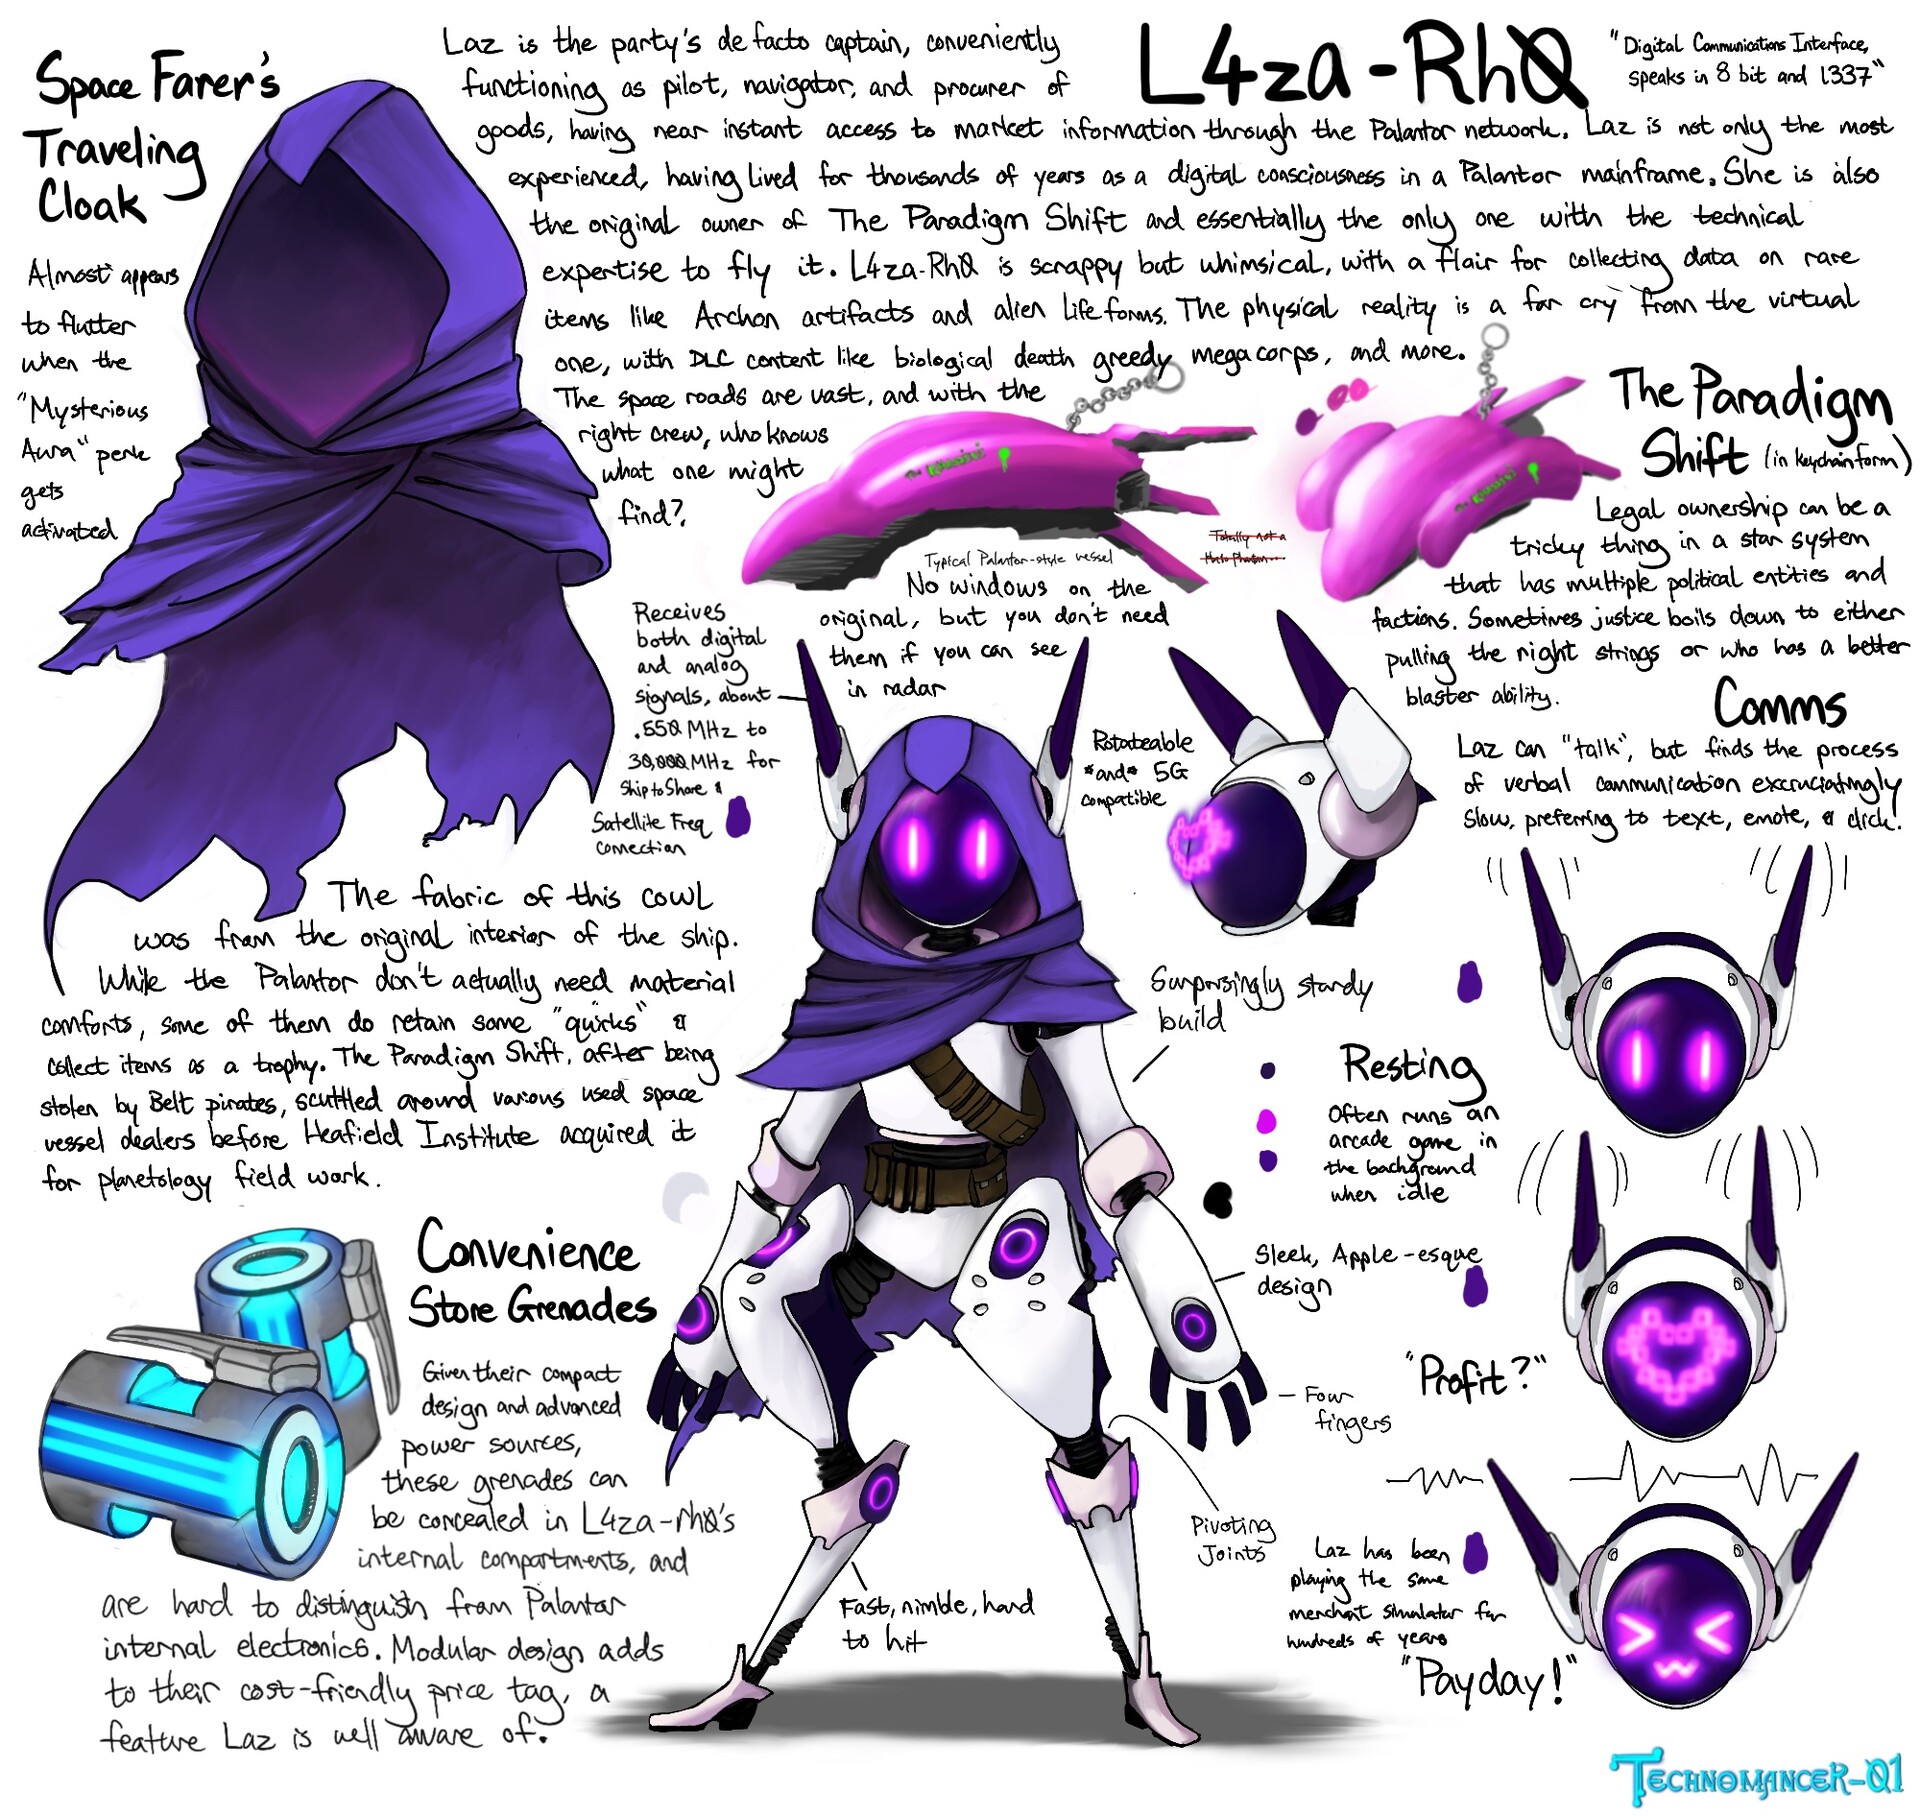 L4za-Rh0
"Digital Communications Interface,
speaks in 8 bit and l337"
Laz is the party's de facto captain, conveniently
functioning as pilot, navigator, and procurer of
goods, having near instant access to market information through the Palantor network. Laz is not only the most
experienced, having lived for thousands of years as a digital consciousness in a Palantor mainframe. She is also
the original owner of The Paradigm Shift and essentially the only one with the technical
expertise to fly it. L4za-Rh0 is scrappy but whimsical, with a flair for collecting data on rare
items like Archon artifacts and alien lifeforms. The physical reality is a far cry from the virtual
one, with DLC content like biological death greedy megacorps, and more.
The space roads are vast, and with the
right crew, who knows
what one might
find?
Space Farer's
Traveling
Cloak
Almost appears
to flutter
when the
"Mysterious
Aura" perk
gets
activated
The fabric of this cowl
was from the original interior of the ship.
While the Palantor don't actually need material
comforts, some of them do retain some "quirks" &
collect items as a trophy. The Paradigm Shift, after being
stolen by Belt pirates, scuttled around various used space
vessel dealers before Heafield Institute acquired it
for planetology field work.
The Paradigm
Shift (in keychain form)
Legal ownership can be a
tricky thing in a star system
that has multiple political entities and
factions. Sometimes justice boils down to either
pulling the right strings or who has a better
blaster ability.
Totally not a
Typical Palantor-style vessel
No windows on the
original, but you don't need
them if you can see
in radar
Receives
both digital
and analog
signals, about
.550 MHz to
30,000 MHz for
Ship to Shore &
Satellite Freq
Connection
Rotateable
*and* 5G
compatible
Comms
Laz can "talk", but finds the process
of verbal communication excruciatingly
slow, preferring to text, emote, & click!
Surprisingly sturdy
build
Resting
Often runs an
arcade game in
the background
when idle
Sleek, Apple-esque
design
Four
fingers
Pivoting
Joints
Fast, nimble, hard
to hit
"Profit?"
Laz has been
playing the same
merchant simulator for
hundreds of years
"Payday!"
Convenience
Store Grenades
Given their compact
design and advanced
power sources,
these grenades can
be concealed in L4za-rh0's
internal compartments, and
are hard to distinguish from Palantor
internal electronics. Modular design adds
to their cost-friendly price tag, a
feature Laz is well aware of.
Technomancer-01